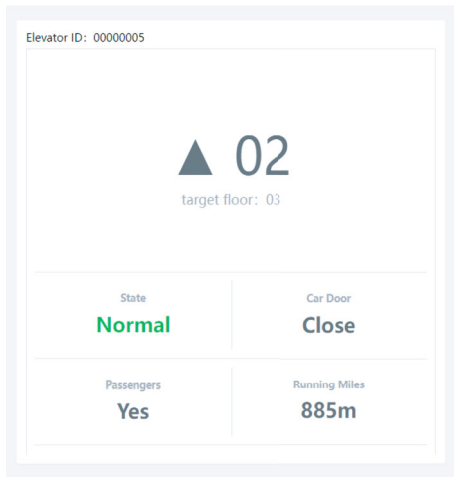 Elevator ID: 00000005
▲ 02
target floor: 03
State
Car Door
Normal
Close
Passengers
Running Miles
Yes
885m